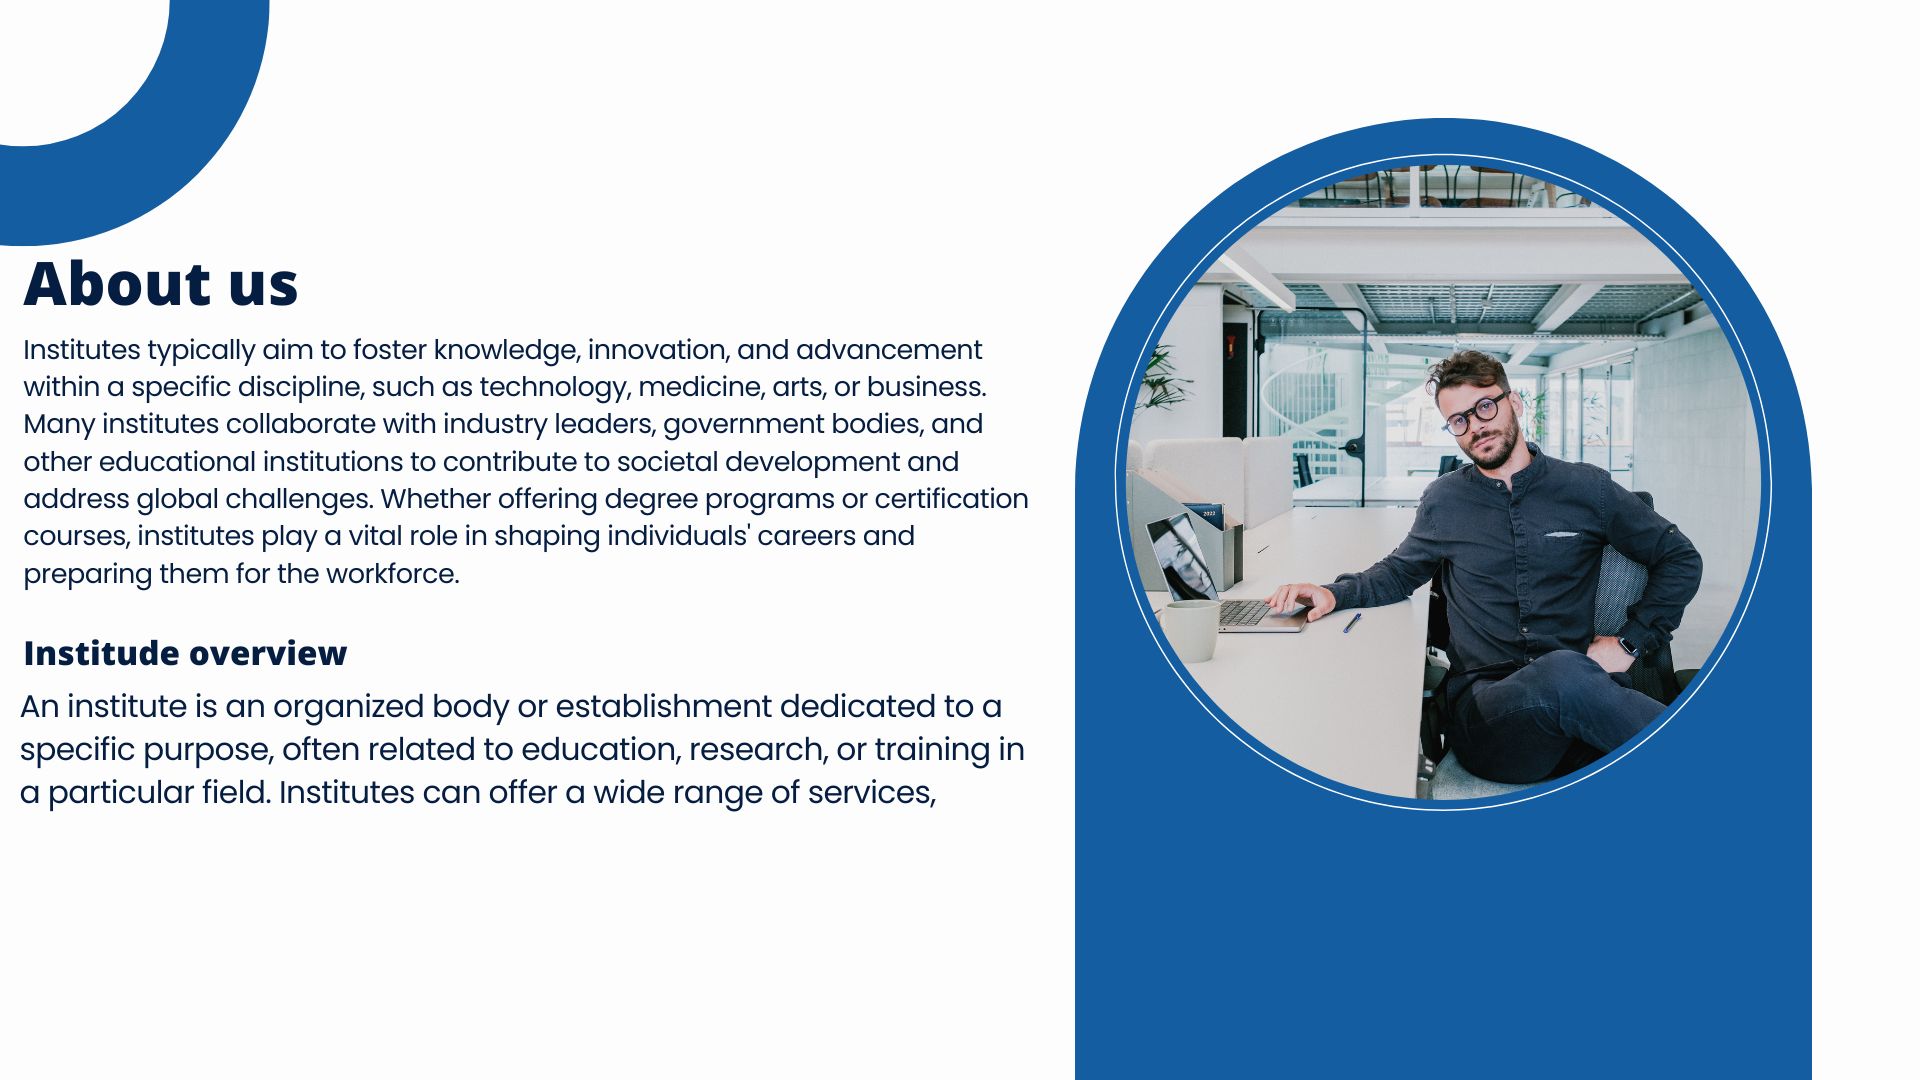 About us
Institutes typically aim to foster knowledge, innovation, and advancement
within a specific discipline, such as technology, medicine, arts, or business.
Many institutes collaborate with industry leaders, government bodies, and
other educational institutions to contribute to societal development and
address global challenges. Whether offering degree programs or certification
courses, institutes play a vital role in shaping individuals' careers and
preparing them for the workforce.
Institude overview
An institute is an organized body or establishment dedicated to a
specific purpose, often related to education, research, or training in
a particular field. Institutes can offer a wide range of services,
2022